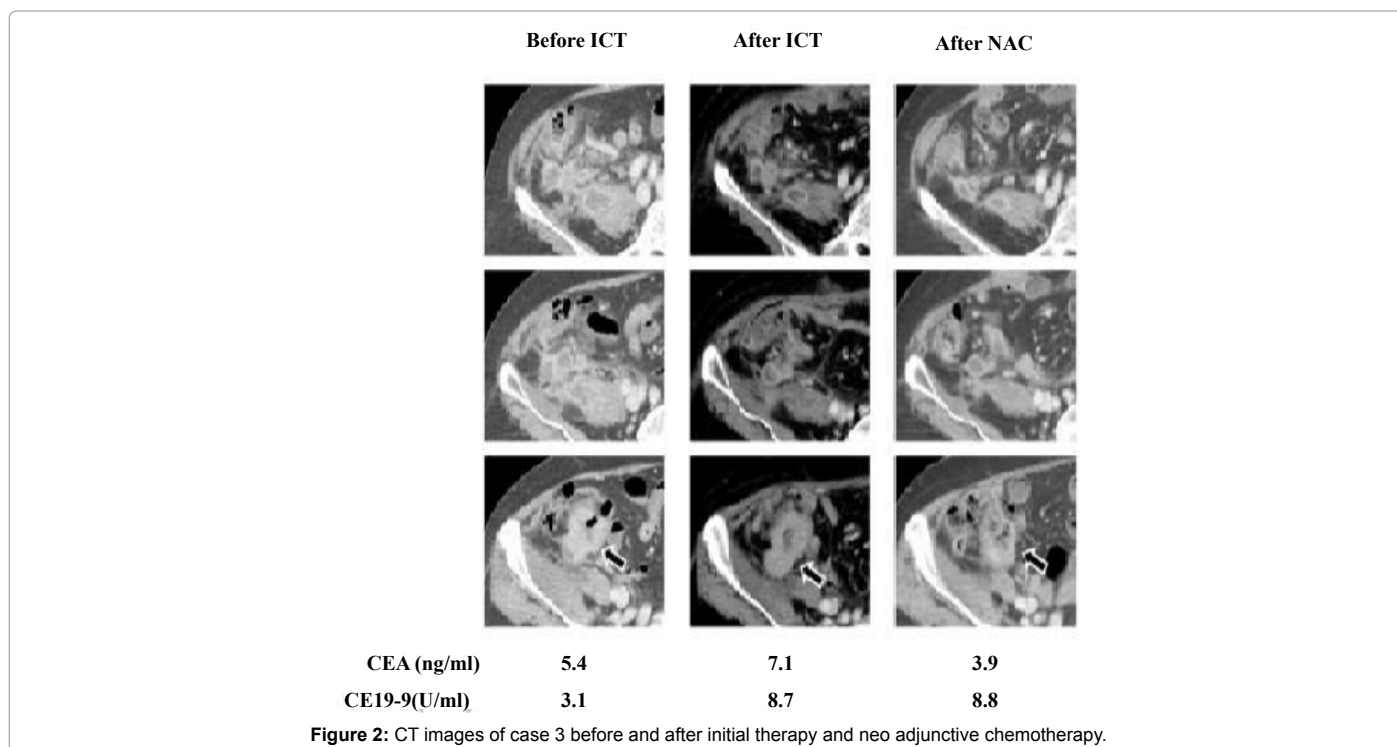 Before ICT After ICT After NAC
CEA (ng/ml) 5.4 7.1 3.9
CE19-9(U/ml) 3.1 8.7 8.8
Figure 2: CT images of case 3 before and after initial therapy and neo adjunctive chemotherapy.